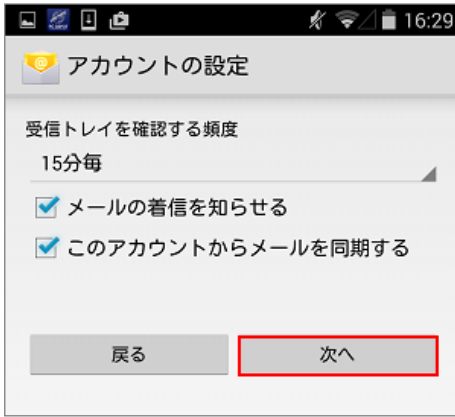 16:29
アカウントの設定
受信トレイを確認する頻度
15分毎
メールの着信を知らせる
このアカウントからメールを同期する
戻る
次へ